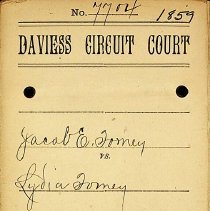 No. 7704 1859
DAVIESS CIRCUIT COURT
Jacob E. Tomey
vs.
Lydia Tomey